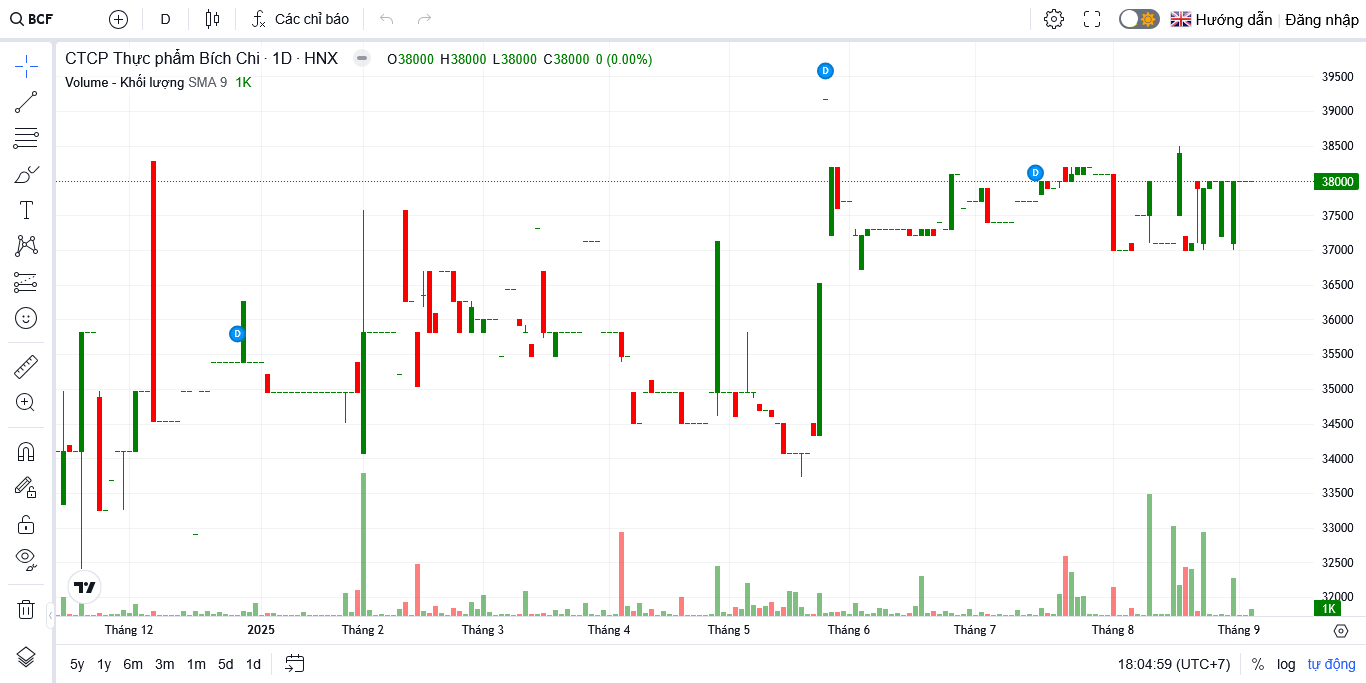 BCF D Các chỉ báo Hướng dẫn Đăng nhập
CTCP Thực phẩm Bích Chi · 1D · HNX O38000 H38000 L38000 C38000 0 (0.00%)
Volume - Khối lượng SMA 9 1K
D
D
D
39500
39000
38500
38000
37500
37000
36500
36000
35500
35000
34500
34000
33500
33000
32500
32000
1K
Tháng 12 2025 Tháng 2 Tháng 3 Tháng 4 Tháng 5 Tháng 6 Tháng 7 Tháng 8 Tháng 9
5y 1y 6m 3m 1m 5d 1d 18:04:59 (UTC+7) % log tự động